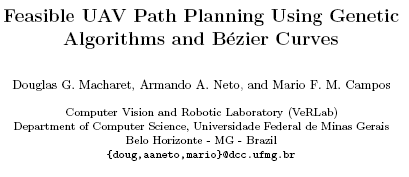 Feasible UAV Path Planning Using Genetic
Algorithms and Bézier Curves
Douglas G. Macharet, Armando A. Neto, and Mario F. M. Campos
Computer Vision and Robotic Laboratory (VeRLab)
Department of Computer Science, Universidade Federal de Minas Gerais
Belo Horizonte - MG - Brazil
{doug,aaneto,mario}@dcc.ufmg.br